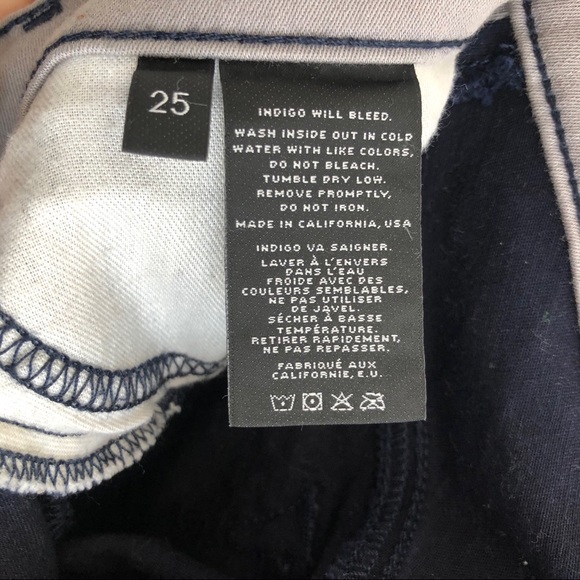 25
INDIGO WILL BLEED.
WASH INSIDE OUT IN COLD
WATER WITH LIKE COLORS,
DO NOT BLEACH.
TUMBLE DRY LOW.
REMOVE PROMPTLY,
DO NOT IRON.
MADE IN CALIFORNIA, USA
INDIGO VA SAIGNER.
LAVER À L'ENVERS
DANS L'EAU
FROIDE AVEC DES
COULEURS SEMBLABLES,
NE PAS UTILISER
DE JAVEL.
SÉCHER À BASSE
TEMPÉRATURE.
RETIRER RAPIDEMENT,
NE PAS REPASSER.
FABRIQUÉ AUX
CALIFORNIE, E.U.